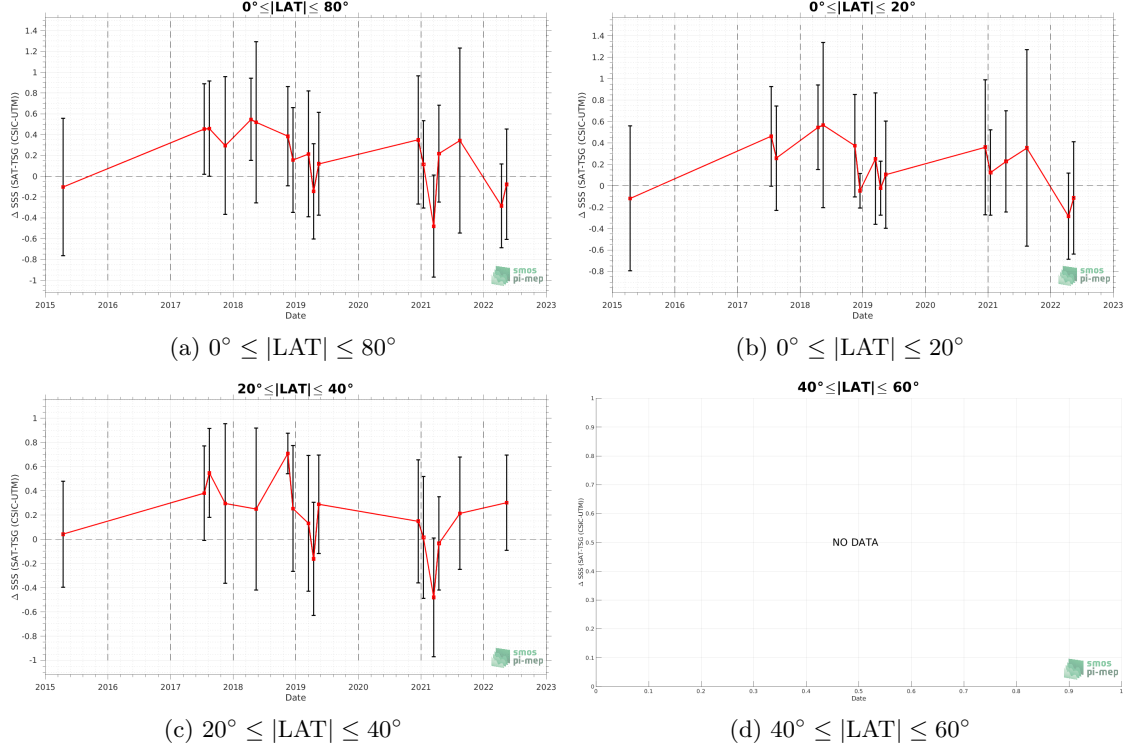 0°≤|LAT|≤ 80°
1.4
1.2
1
0.8
0.6
0.4
0.2
0
-0.2
-0.4
-0.6
-0.8
-1
Δ SSS (SAT-TSG (CSIC-UTM))
2015 2016 2017 2018 2019 2020 2021 2022 2023
Date
smos
pi-mep
(a) 0° ≤ |LAT| ≤ 80°
0°≤|LAT|≤ 20°
1.4
1.2
1
0.8
0.6
0.4
0.2
0
-0.2
-0.4
-0.6
-0.8
Δ SSS (SAT-TSG (CSIC-UTM))
2015 2016 2017 2018 2019 2020 2021 2022 2023
Date
smos
pi-mep
(b) 0° ≤ |LAT| ≤ 20°
20°≤|LAT|≤ 40°
1
0.8
0.6
0.4
0.2
0
-0.2
-0.4
-0.6
-0.8
-1
Δ SSS (SAT-TSG (CSIC-UTM))
2015 2016 2017 2018 2019 2020 2021 2022 2023
Date
smos
pi-mep
(c) 20° ≤ |LAT| ≤ 40°
40°≤|LAT|≤ 60°
1
0.9
0.8
0.7
0.6
0.5
0.4
0.3
0.2
0.1
0
Δ SSS (SAT-TSG (CSIC-UTM))
NO DATA
0 0.1 0.2 0.3 0.4 0.5 0.6 0.7 0.8 0.9 1
Date
smos
pi-mep
(d) 40° ≤ |LAT| ≤ 60°